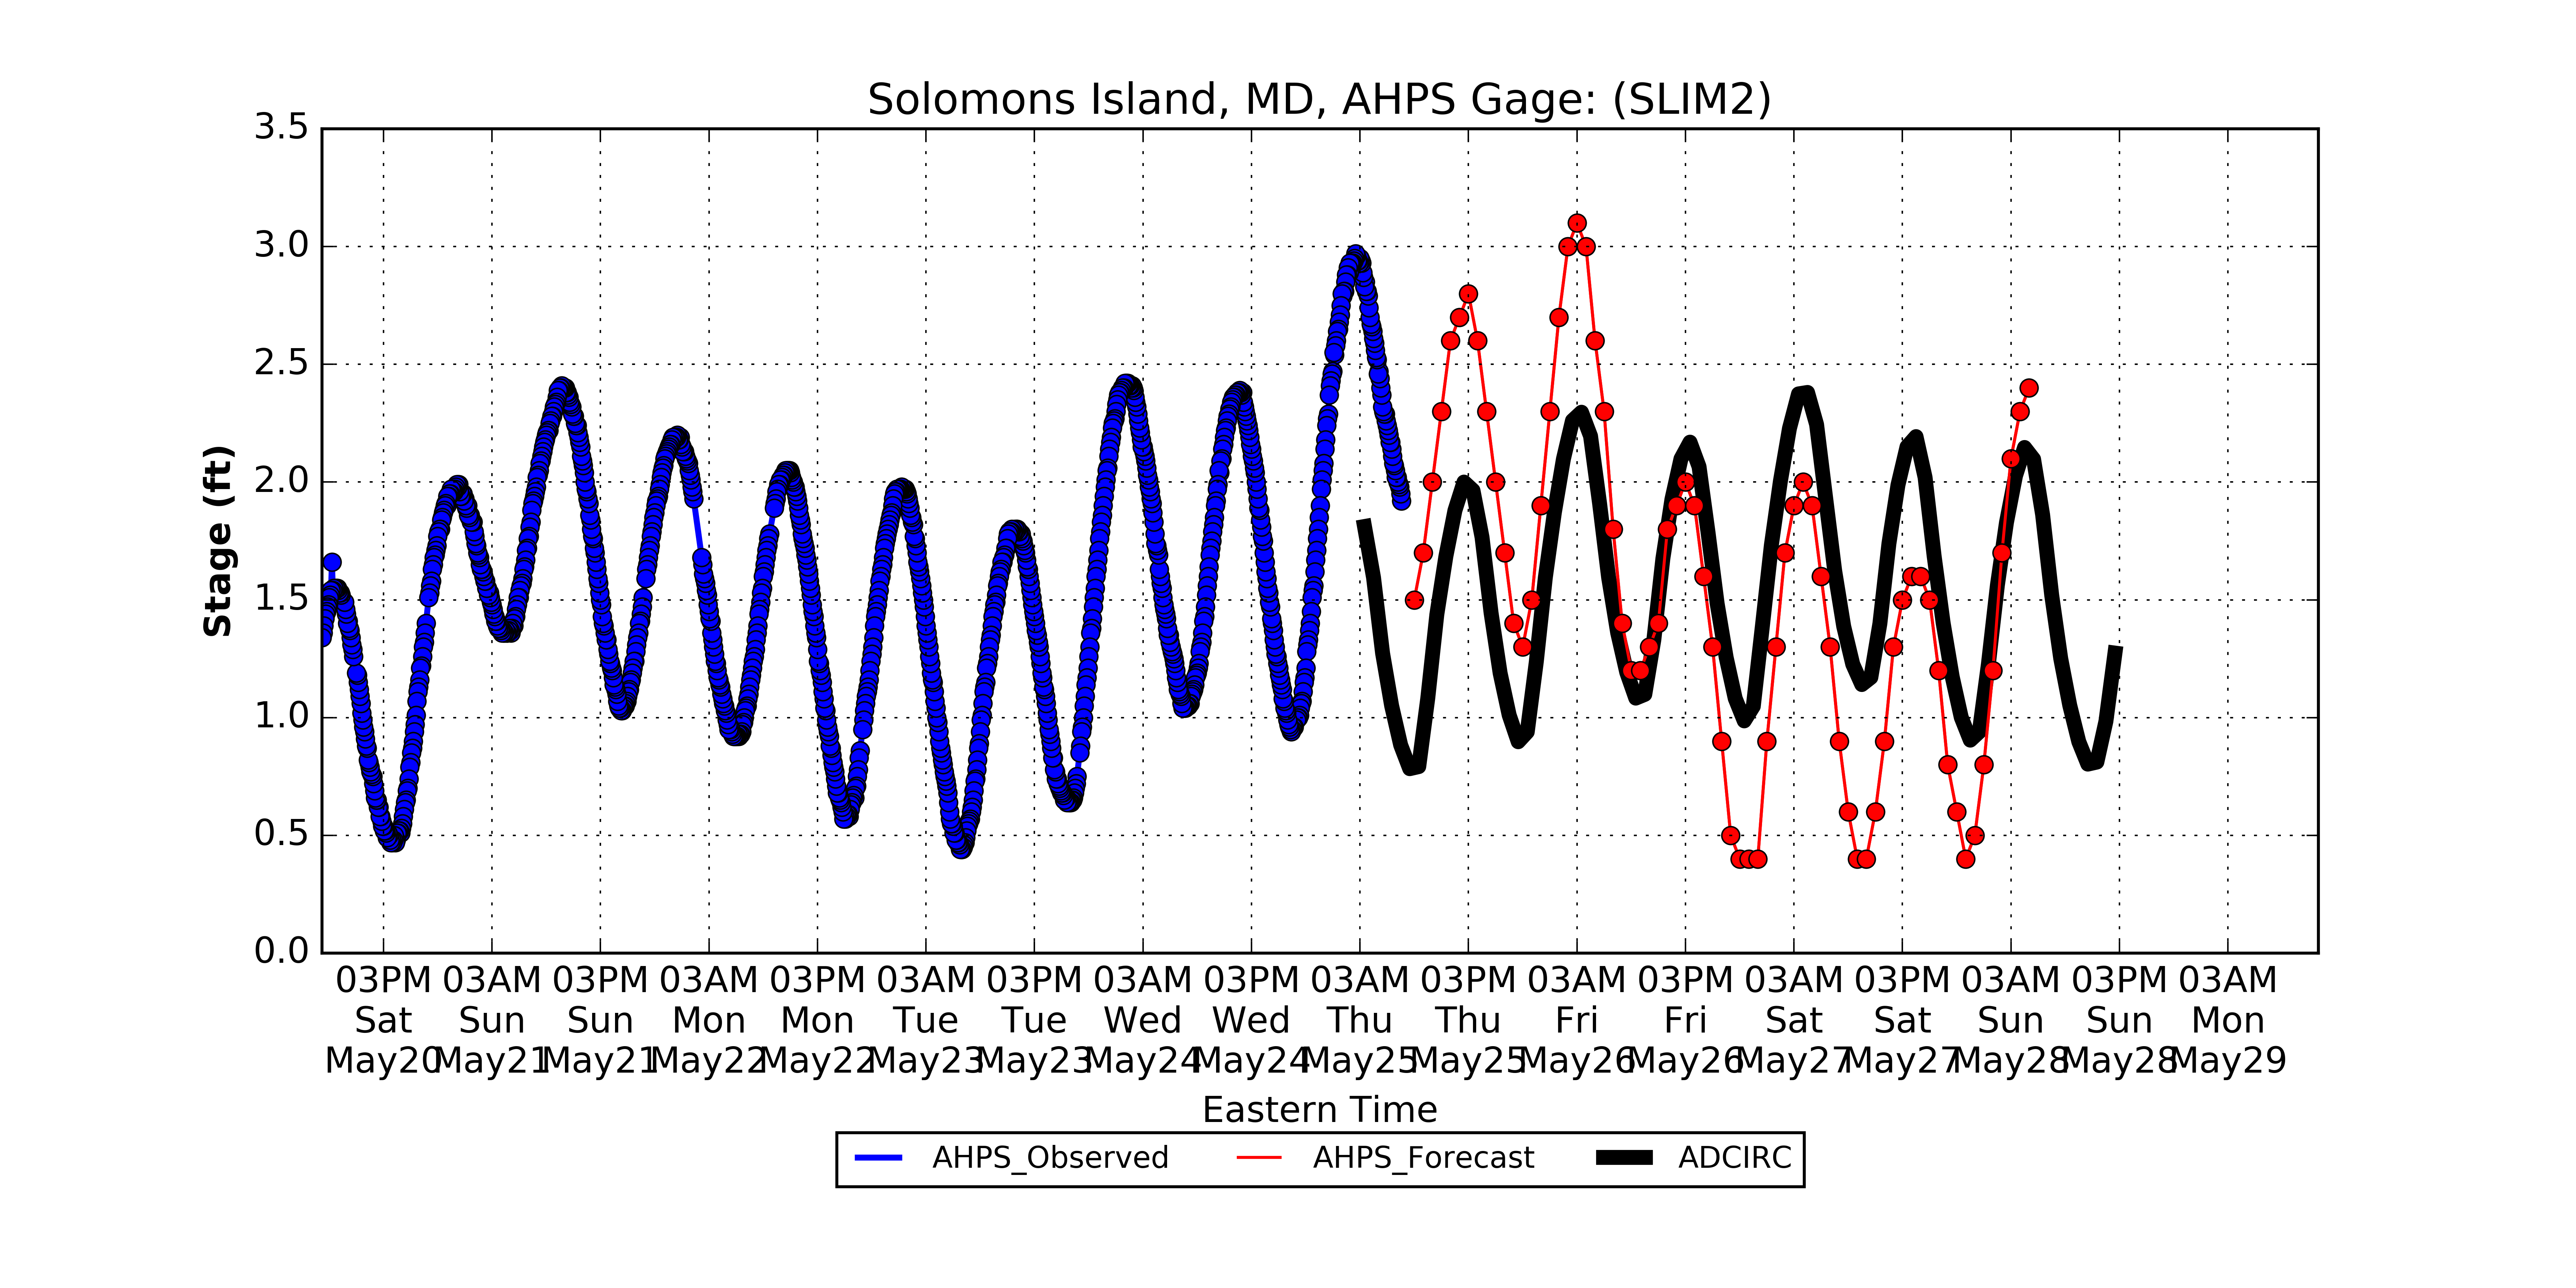 Solomons Island, MD, AHPS Gage: (SLIM2)
Stage (ft)
3.5
3.0
2.5
2.0
1.5
1.0
0.5
0.0
03PM 03AM 03PM 03AM 03PM 03AM 03PM 03AM 03PM 03AM 03PM 03AM 03PM 03AM 03PM 03AM 03PM 03AM
Sat Sun Sun Mon Mon Tue Tue Wed Wed Thu Thu Fri Fri Sat Sat Sun Sun Mon
May20 May21 May21 May22 May22 May23 May23 May24 May24 May25 May25 May26 May26 May27 May27 May28 May28 May29
Eastern Time
AHPS_Observed AHPS_Forecast ADCIRC